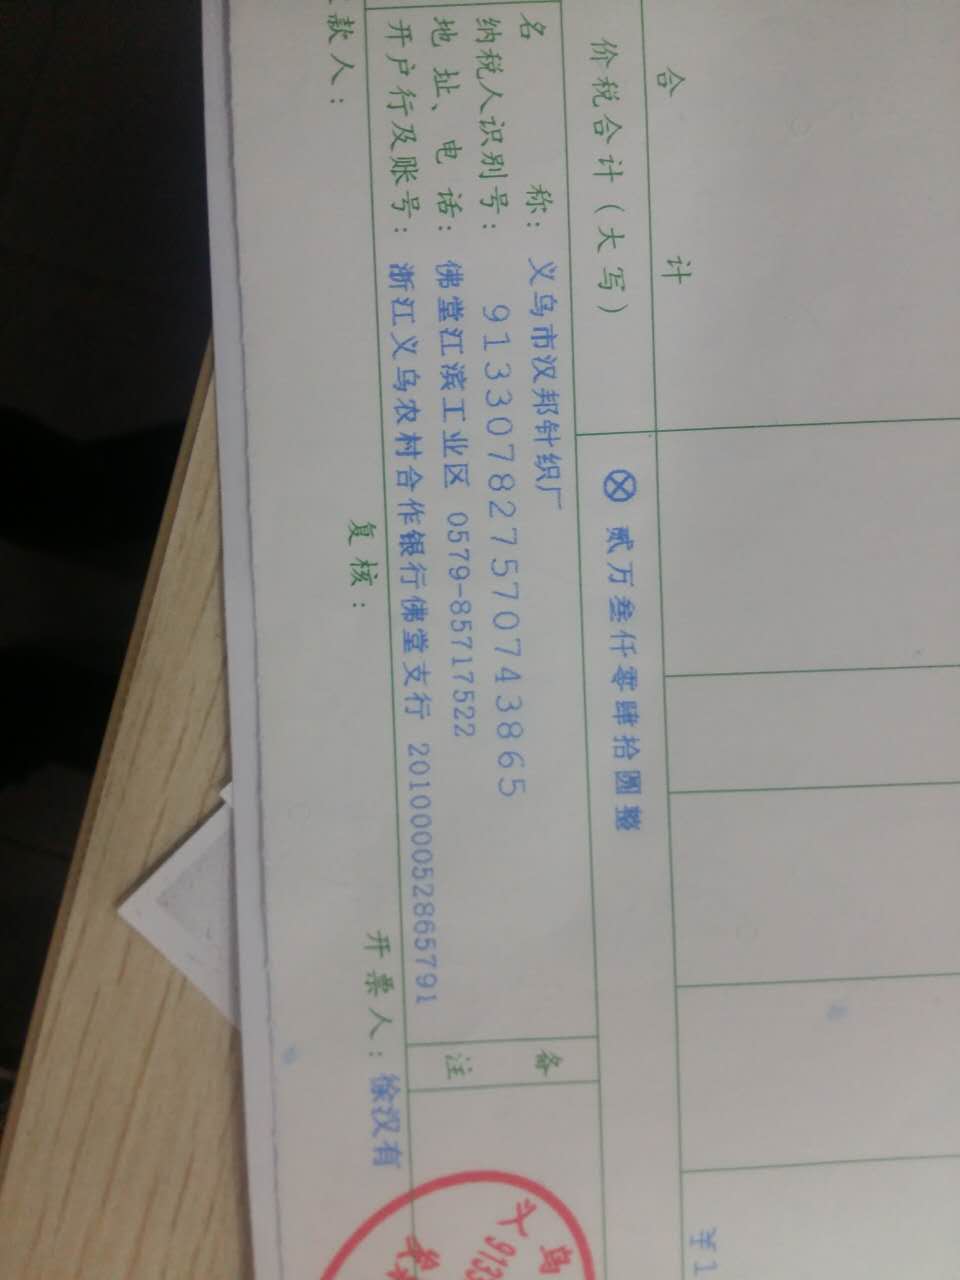 合 计
¥1
价税合计（大写） ⊗ 贰万叁仟零肆拾圆整
名 称: 义乌市汉邦针织厂
纳税人识别号: 913307827570743865
地址、电话: 佛堂江滨工业区 0579-85717522
开户行及账号: 浙江义乌农村合作银行佛堂支行 201000052865791
备
注
款人: 复核: 开票人: 徐汉有
乌
9133